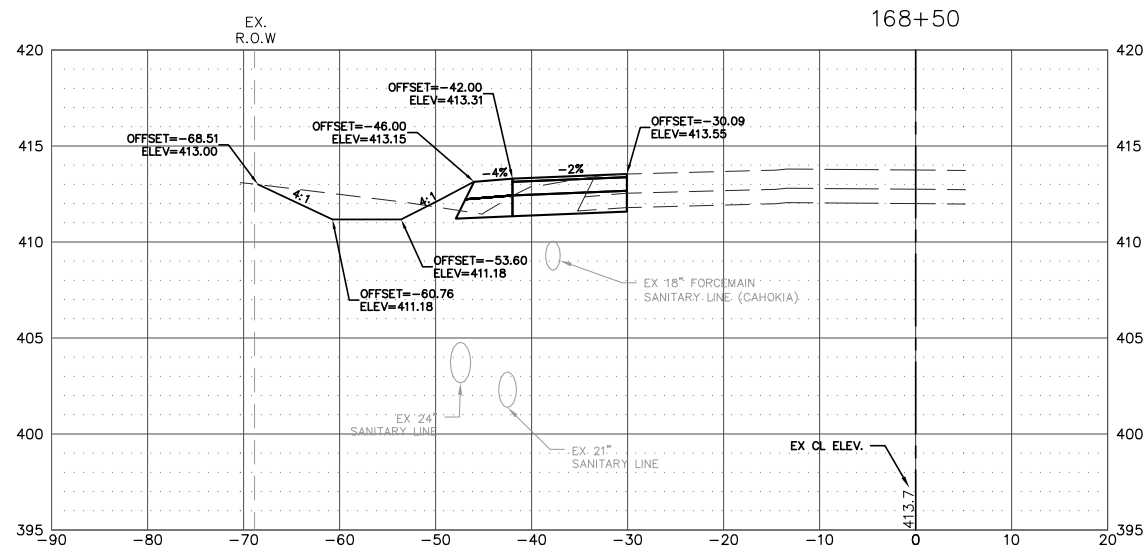 168+50
EX.
R.O.W
420
420
OFFSET=-42.00
ELEV=413.31
OFFSET=-68.51
ELEV=413.00
OFFSET=-46.00
ELEV=413.15
OFFSET=-30.09
ELEV=413.55
415
415
-4%
-2%
4:1
4:1
410
410
OFFSET=-53.60
ELEV=411.18
OFFSET=-60.76
ELEV=411.18
EX 18" FORCEMAIN
SANITARY LINE (CAHOKIA)
405
405
EX 24"
SANITARY LINE
EX 21"
SANITARY LINE
400
400
EX CL ELEV.
413.7
395
395
-90 -80 -70 -60 -50 -40 -30 -20 -10 0 10 20